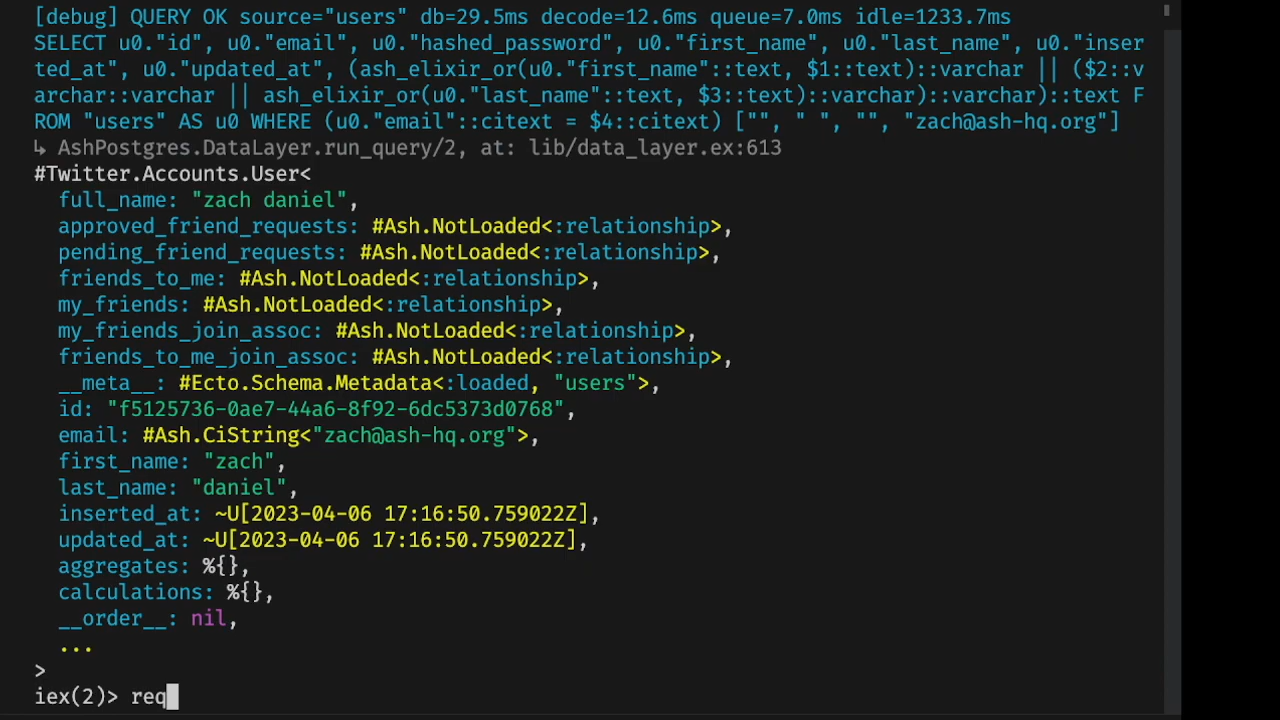 [debug] QUERY OK source="users" db=29.5ms decode=12.6ms queue=7.0ms idle=1233.7ms
SELECT u0."id", u0."email", u0."hashed_password", u0."first_name", u0."last_name", u0."inser
ted_at", u0."updated_at", (ash_elixir_or(u0."first_name"::text, $1::text)::varchar || ($2::v
archar::varchar || ash_elixir_or(u0."last_name"::text, $3::text)::varchar)::varchar)::text F
ROM "users" AS u0 WHERE (u0."email"::citext = $4::citext) ["", " ", "", "zach@ash-hq.org"]
↳ AshPostgres.DataLayer.run_query/2, at: lib/data_layer.ex:613
#Twitter.Accounts.User<
  full_name: "zach daniel",
  approved_friend_requests: #Ash.NotLoaded<:relationship>,
  pending_friend_requests: #Ash.NotLoaded<:relationship>,
  friends_to_me: #Ash.NotLoaded<:relationship>,
  my_friends: #Ash.NotLoaded<:relationship>,
  my_friends_join_assoc: #Ash.NotLoaded<:relationship>,
  friends_to_me_join_assoc: #Ash.NotLoaded<:relationship>,
  __meta__: #Ecto.Schema.Metadata<:loaded, "users">,
  id: "f5125736-0ae7-44a6-8f92-6dc5373d0768",
  email: #Ash.CiString<"zach@ash-hq.org">,
  first_name: "zach",
  last_name: "daniel",
  inserted_at: ~U[2023-04-06 17:16:50.759022Z],
  updated_at: ~U[2023-04-06 17:16:50.759022Z],
  aggregates: %{},
  calculations: %{},
  __order__: nil,
  ...
>
iex(2)> req